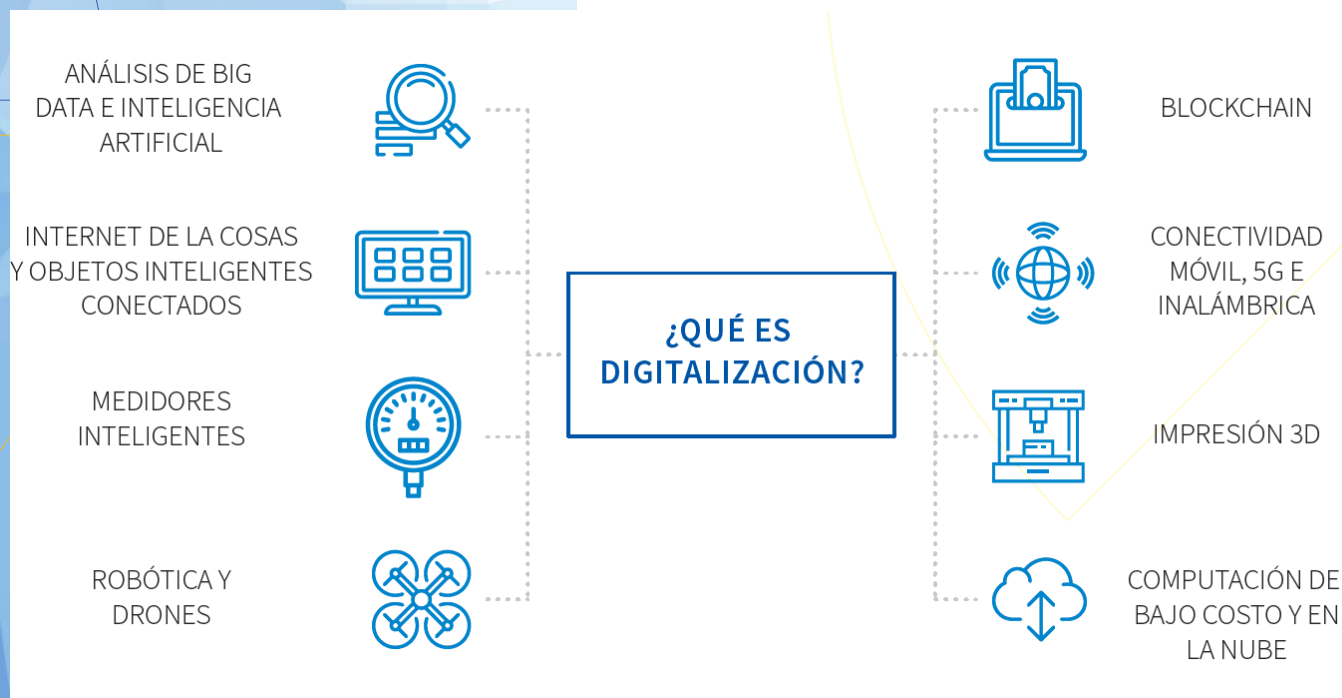 ANÁLISIS DE BIG
DATA E INTELIGENCIA
ARTIFICIAL
INTERNET DE LA COSAS
Y OBJETOS INTELIGENTES
CONECTADOS
MEDIDORES
INTELIGENTES
ROBÓTICA Y
DRONES
¿QUÉ ES
DIGITALIZACIÓN?
BLOCKCHAIN
CONECTIVIDAD
MÓVIL, 5G E
INALÁMBRICA
IMPRESIÓN 3D
COMPUTACIÓN DE
BAJO COSTO Y EN
LA NUBE